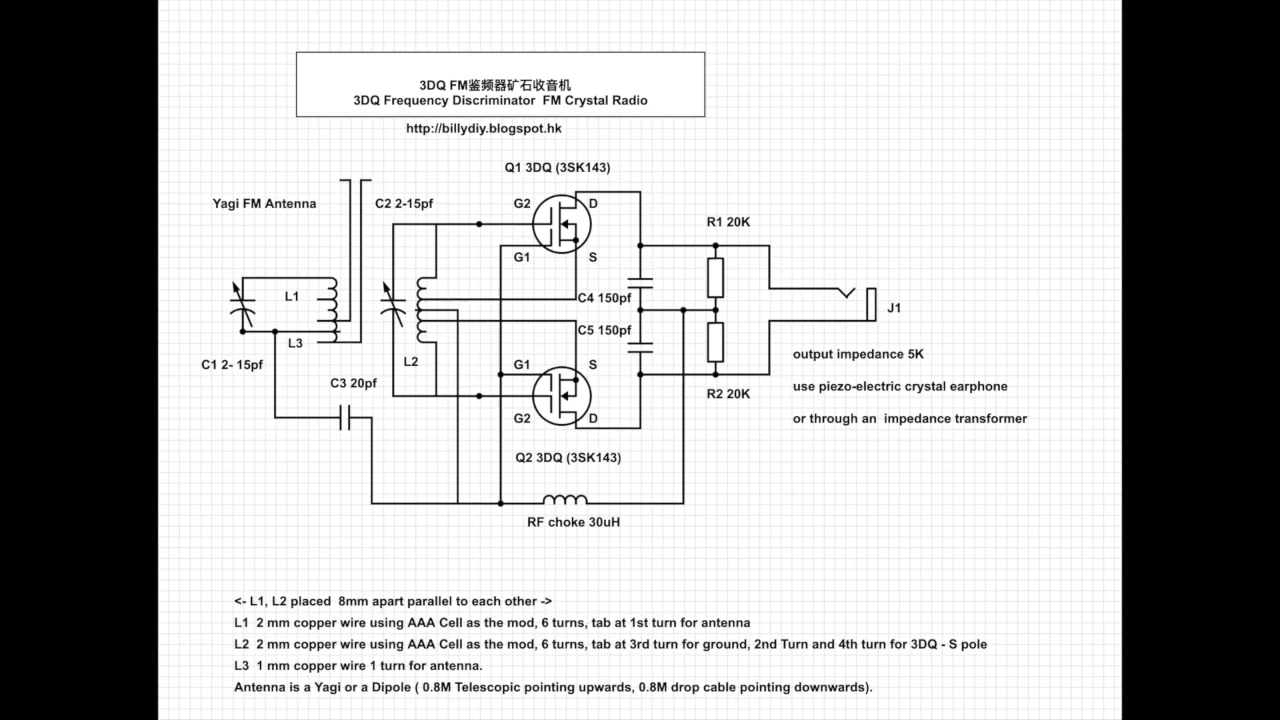 3DQ FM鉴频器矿石收音机
3DQ Frequency Discriminator  FM Crystal Radio
http://billydiy.blogspot.hk
Q1 3DQ (3SK143)
Yagi FM Antenna
C2 2-15pf
G2
D
R1 20K
G1
S
L1
C4 150pf
J1
C5 150pf
L3
L2
output impedance 5K
C1 2- 15pf
G1
S
C3 20pf
use piezo-electric crystal earphone
R2 20K
G2
D
or through an  impedance transformer
Q2 3DQ (3SK143)
RF choke 30uH
<- L1, L2 placed  8mm apart parallel to each other ->
L1  2 mm copper wire using AAA Cell as the mod, 6 turns, tab at 1st turn for antenna
L2  2 mm copper wire using AAA Cell as the mod, 6 turns, tab at 3rd turn for ground, 2nd Turn and 4th turn for 3DQ - S pole
L3  1 mm copper wire 1 turn for antenna.
Antenna is a Yagi or a Dipole ( 0.8M Telescopic pointing upwards, 0.8M drop cable pointing downwards).